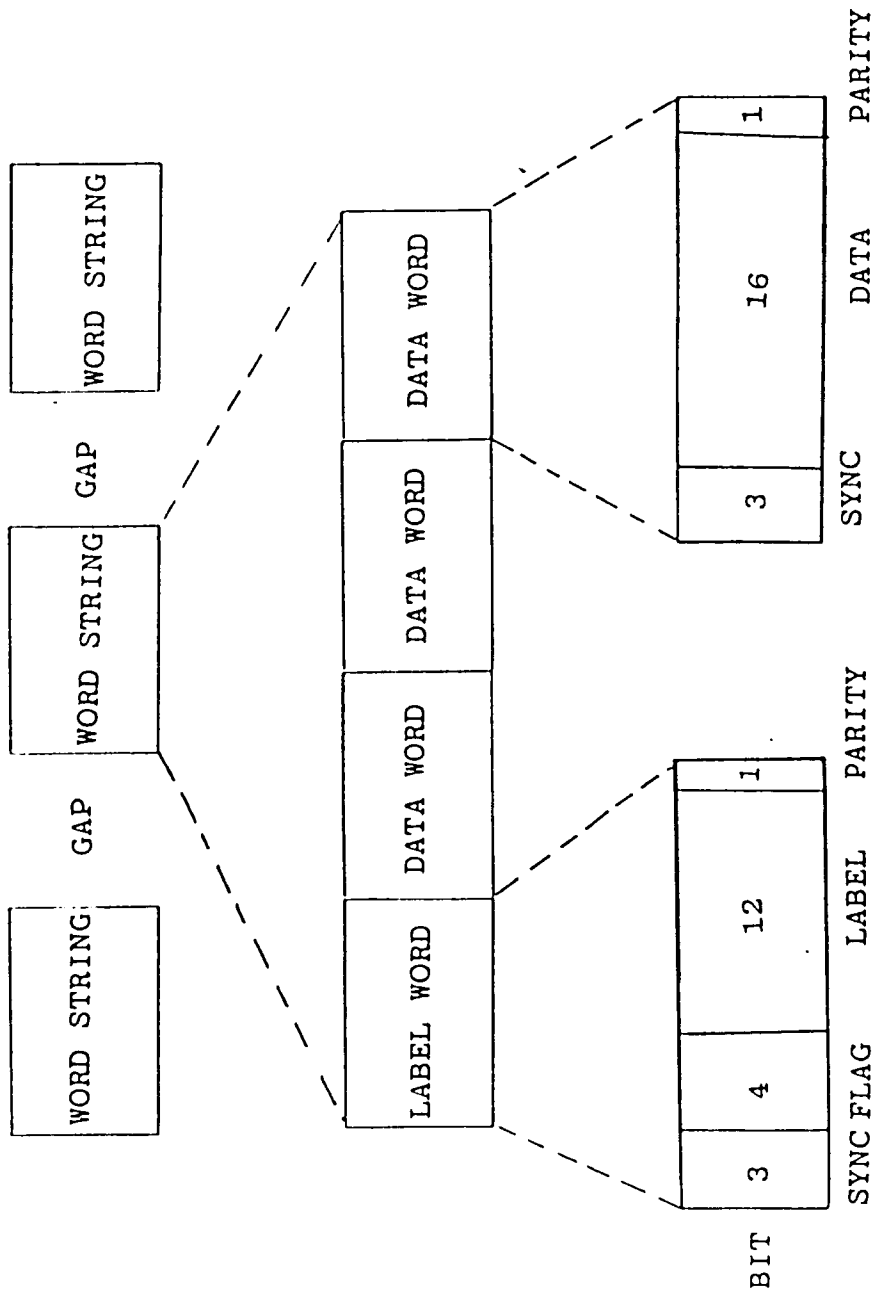 WORD STRING GAP WORD STRING GAP WORD STRING
LABEL WORD DATA WORD DATA WORD DATA WORD
BIT 3 4 12 1 3 16 1
SYNC FLAG LABEL PARITY SYNC DATA PARITY